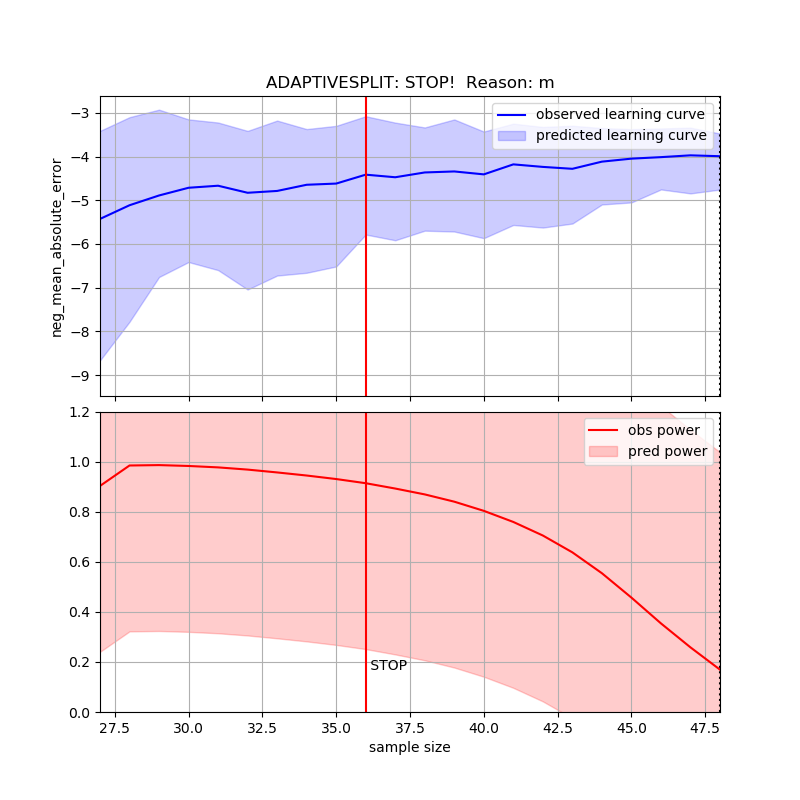 ADAPTIVESPLIT: STOP!  Reason: m
observed learning curve
predicted learning curve
−3
−4
−5
−6
−7
−8
−9
neg_mean_absolute_error
obs power
pred power
1.2
1.0
0.8
0.6
0.4
0.2
0.0
STOP
27.5 30.0 32.5 35.0 37.5 40.0 42.5 45.0 47.5
sample size